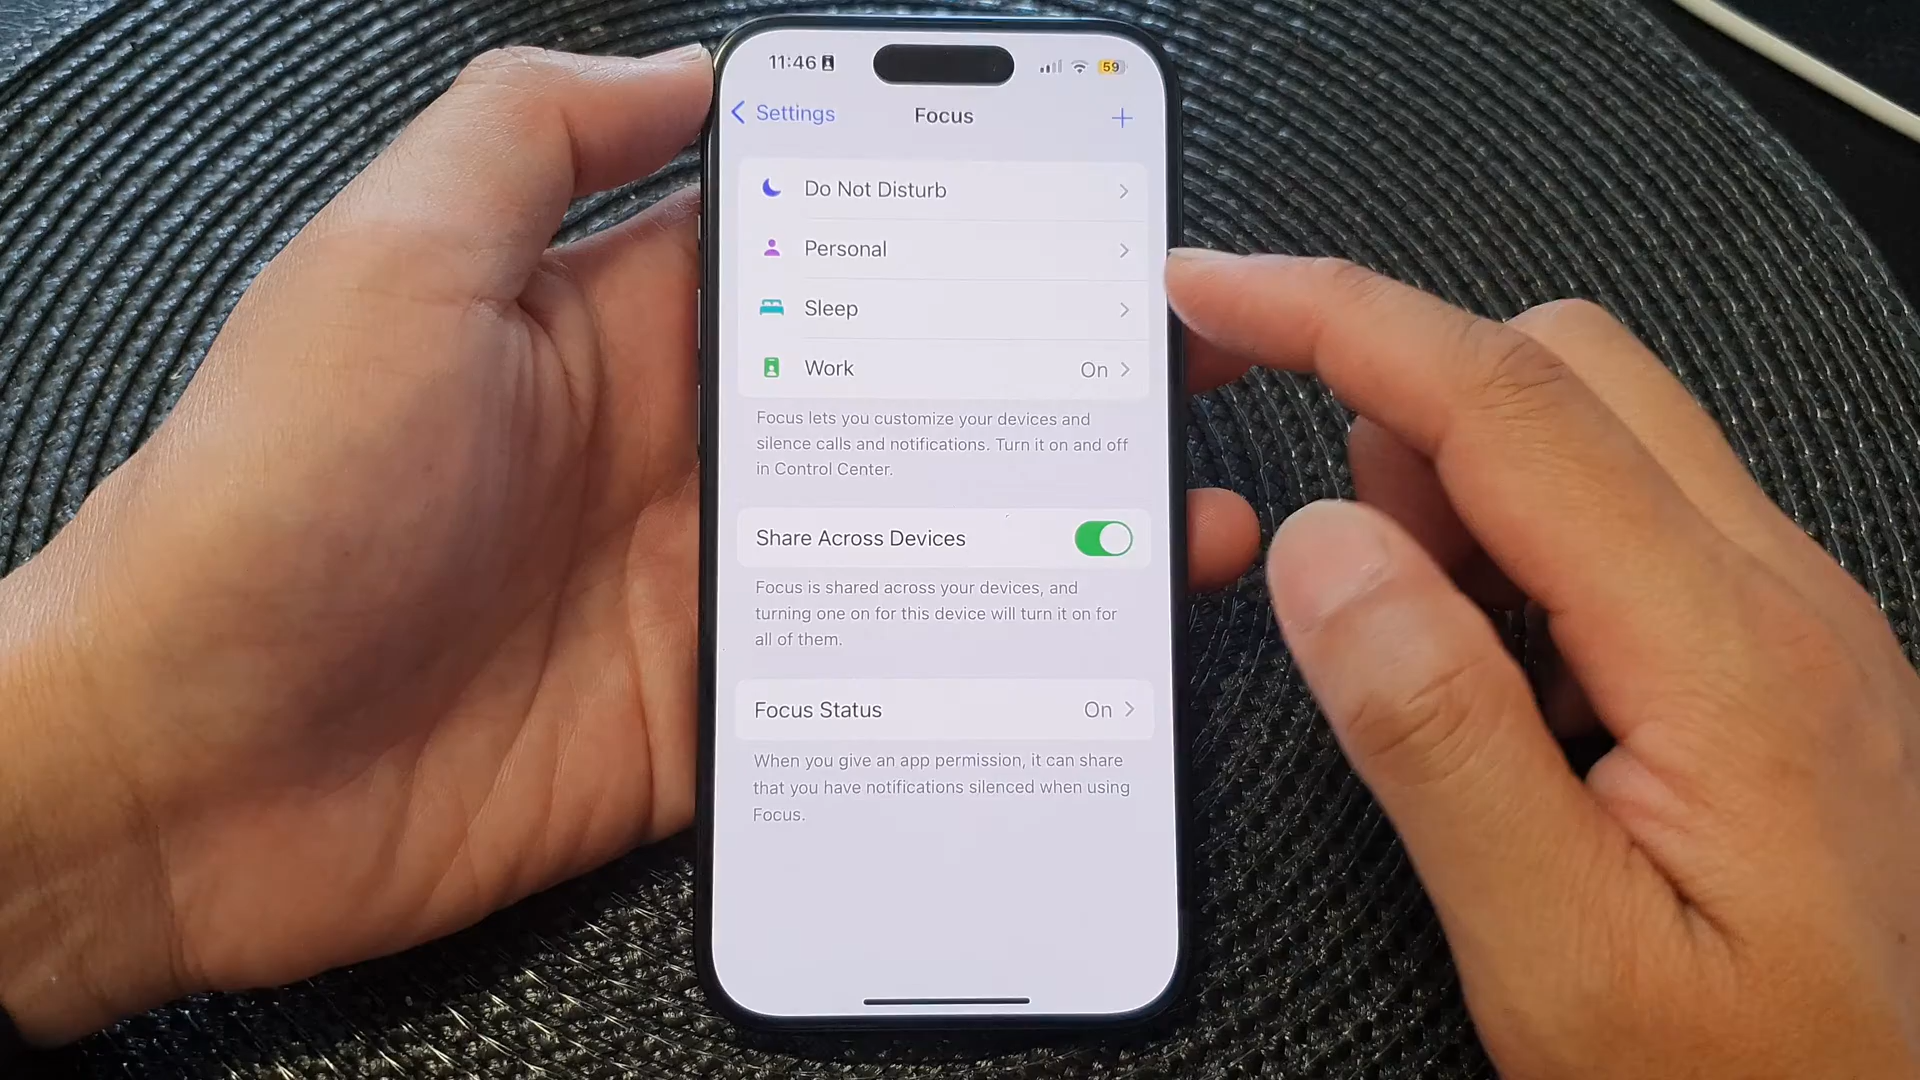 11:46
59
Settings
Focus
Do Not Disturb
Personal
Sleep
Work
On
Focus lets you customize your devices and
silence calls and notifications. Turn it on and off
in Control Center.
Share Across Devices
Focus is shared across your devices, and
turning one on for this device will turn it on for
all of them.
Focus Status
On
When you give an app permission, it can share
that you have notifications silenced when using
Focus.